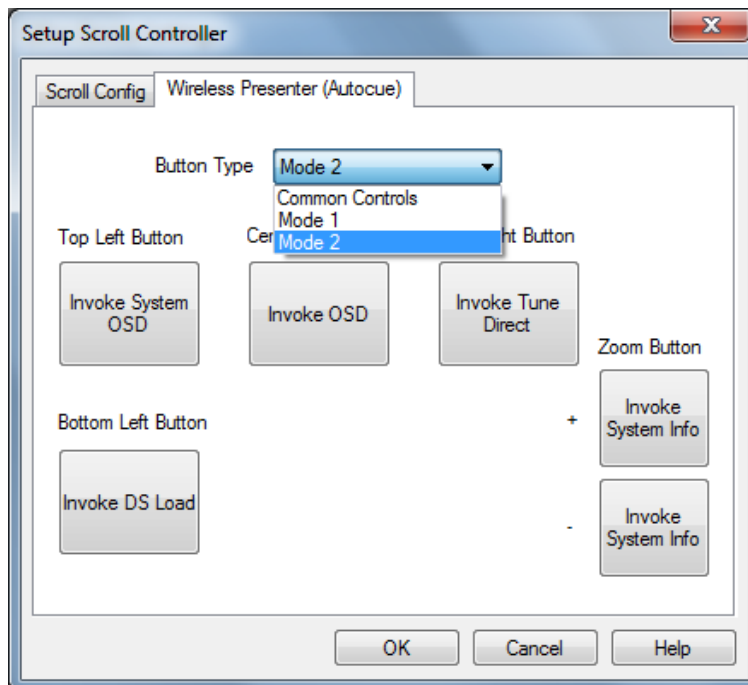 Setup Scroll Controller
Scroll Config
Wireless Presenter (Autocue)
Button Type
Mode 2
Common Controls
Mode 1
Mode 2
Top Left Button
Cer
ht Button
Invoke System
OSD
Invoke OSD
Invoke Tune
Direct
Zoom Button
+
Invoke
System Info
Bottom Left Button
Invoke DS Load
-
Invoke
System Info
OK
Cancel
Help